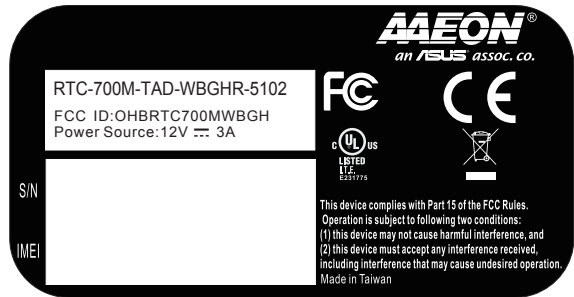 AAEON®
an ASUS assoc. co.
RTC-700M-TAD-WBGHR-5102
FCC ID:OHBRTC700MWBGH
Power Source:12V ⎓ 3A
FC
CE
C UL US
LISTED
I.T.E.
E231775
S/N
IMEI
This device complies with Part 15 of the FCC Rules.
Operation is subject to following two conditions:
(1) this device may not cause harmful interference, and
(2) this device must accept any interference received,
including interference that may cause undesired operation.
Made in Taiwan